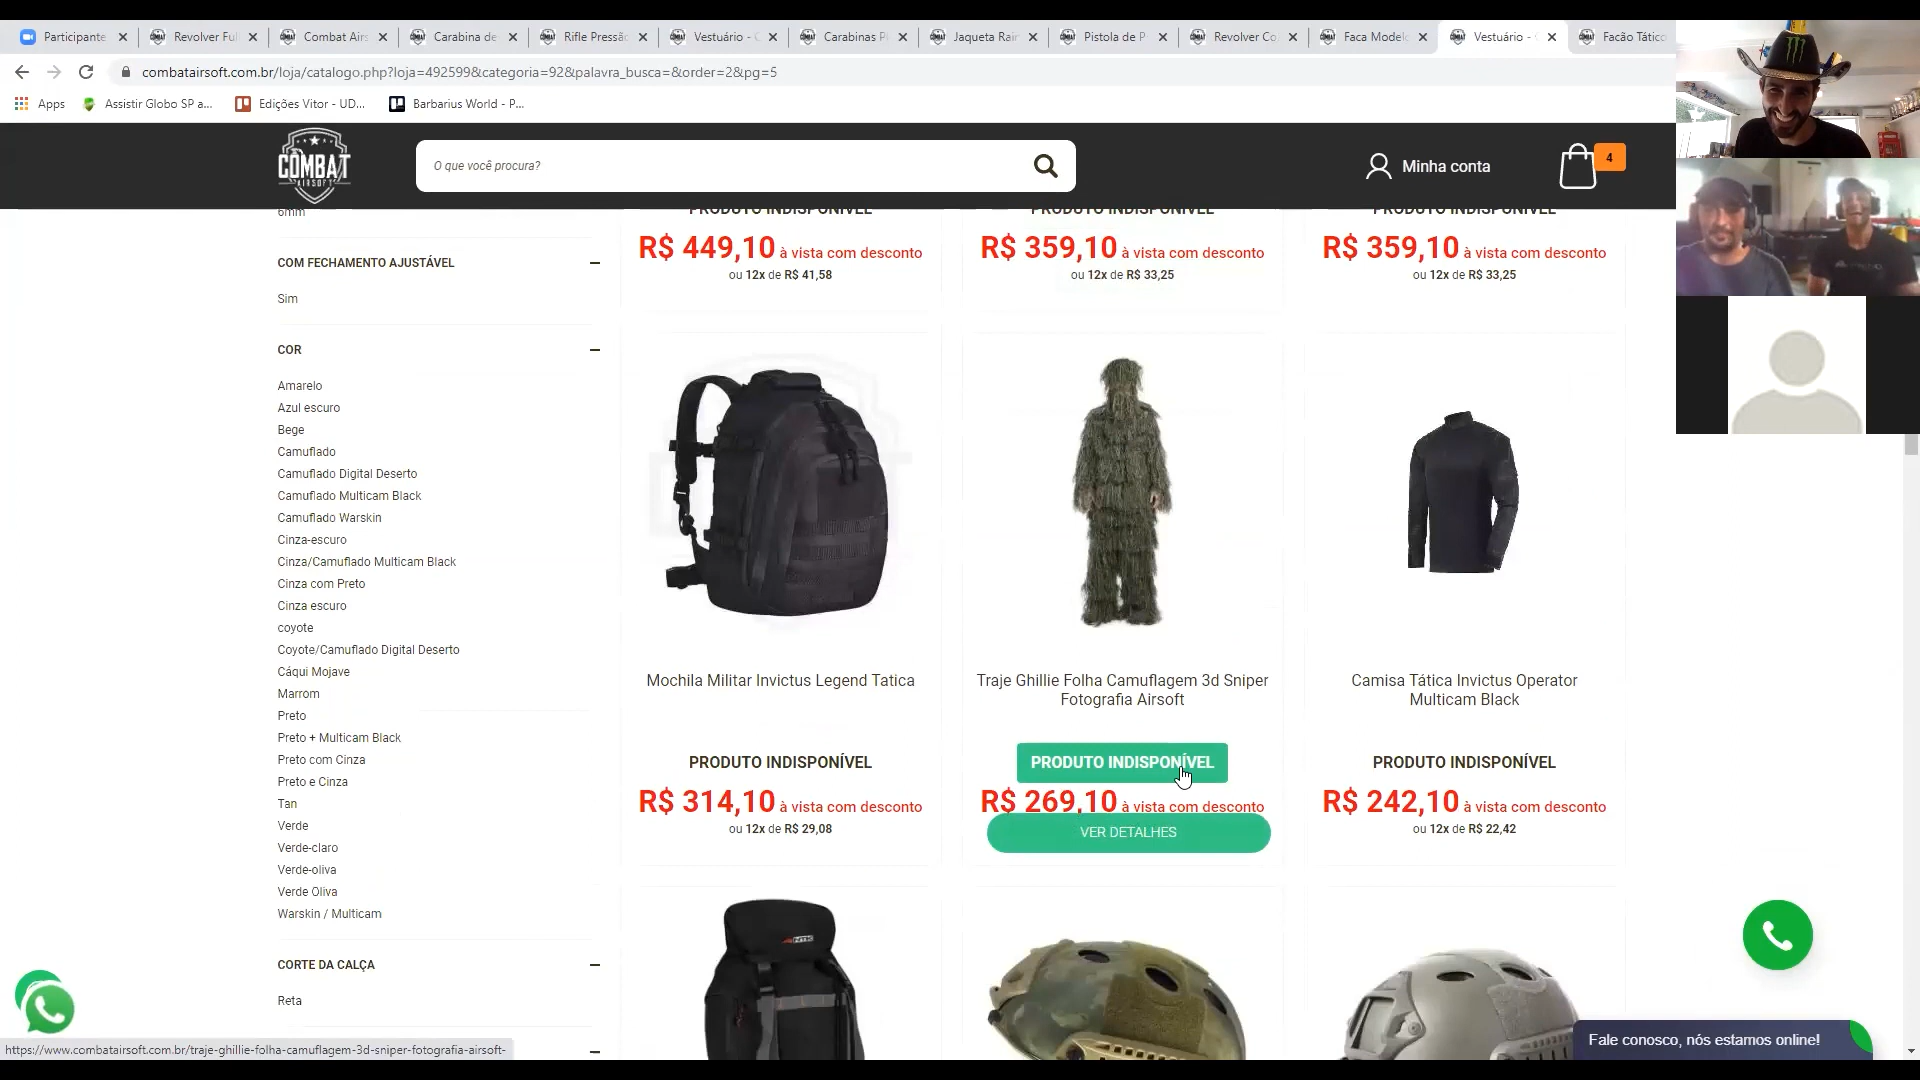 Participante
Revolver Ful
Combat Airs
Carabina de
Rifle Pressão
Vestuário - C
Carabinas P
Jaqueta Rain
Pistola de P
Revolver Co
Faca Modelo
Vestuário - C
Facão Tático
combatairsoft.com.br/loja/catalogo.php?loja=492599&categoria=92&palavra_busca=&order=2&pg=5
Apps
Assistir Globo SP a...
Edições Vitor - UD...
Barbarius World - P...
COMBAT
AIRSOFT
O que você procura?
Minha conta
4
6mm
COM FECHAMENTO AJUSTÁVEL
Sim
COR
Amarelo
Azul escuro
Bege
Camuflado
Camuflado Digital Deserto
Camuflado Multicam Black
Camuflado Warskin
Cinza-escuro
Cinza/Camuflado Multicam Black
Cinza com Preto
Cinza escuro
coyote
Coyote/Camuflado Digital Deserto
Cáqui Mojave
Marrom
Preto
Preto + Multicam Black
Preto com Cinza
Preto e Cinza
Tan
Verde
Verde-claro
Verde-oliva
Verde Oliva
Warskin / Multicam
CORTE DA CALÇA
Reta
PRODUTO INDISPONÍVEL
R$ 449,10 à vista com desconto
ou 12x de R$ 41,58
PRODUTO INDISPONÍVEL
R$ 359,10 à vista com desconto
ou 12x de R$ 33,25
PRODUTO INDISPONÍVEL
R$ 359,10 à vista com desconto
ou 12x de R$ 33,25
Mochila Militar Invictus Legend Tatica
PRODUTO INDISPONÍVEL
R$ 314,10 à vista com desconto
ou 12x de R$ 29,08
Traje Ghillie Folha Camuflagem 3d Sniper
Fotografia Airsoft
PRODUTO INDISPONÍVEL
R$ 269,10 à vista com desconto
VER DETALHES
Camisa Tática Invictus Operator
Multicam Black
PRODUTO INDISPONÍVEL
R$ 242,10 à vista com desconto
ou 12x de R$ 22,42
NTK
Fale conosco, nós estamos online!
https://www.combatairsoft.com.br/traje-ghillie-folha-camuflagem-3d-sniper-fotografia-airsoft-